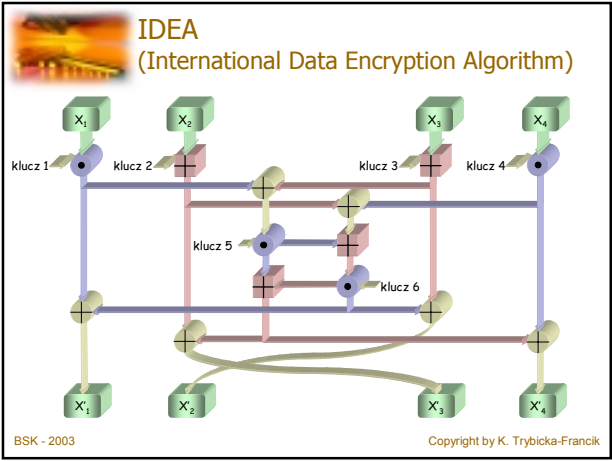 IDEA
(International Data Encryption Algorithm)
X₁ X₂ X₃ X₄
klucz 1 klucz 2 klucz 3 klucz 4
klucz 5
klucz 6
X'₁ X'₂ X'₃ X'₄
BSK - 2003 Copyright by K. Trybicka-Francik